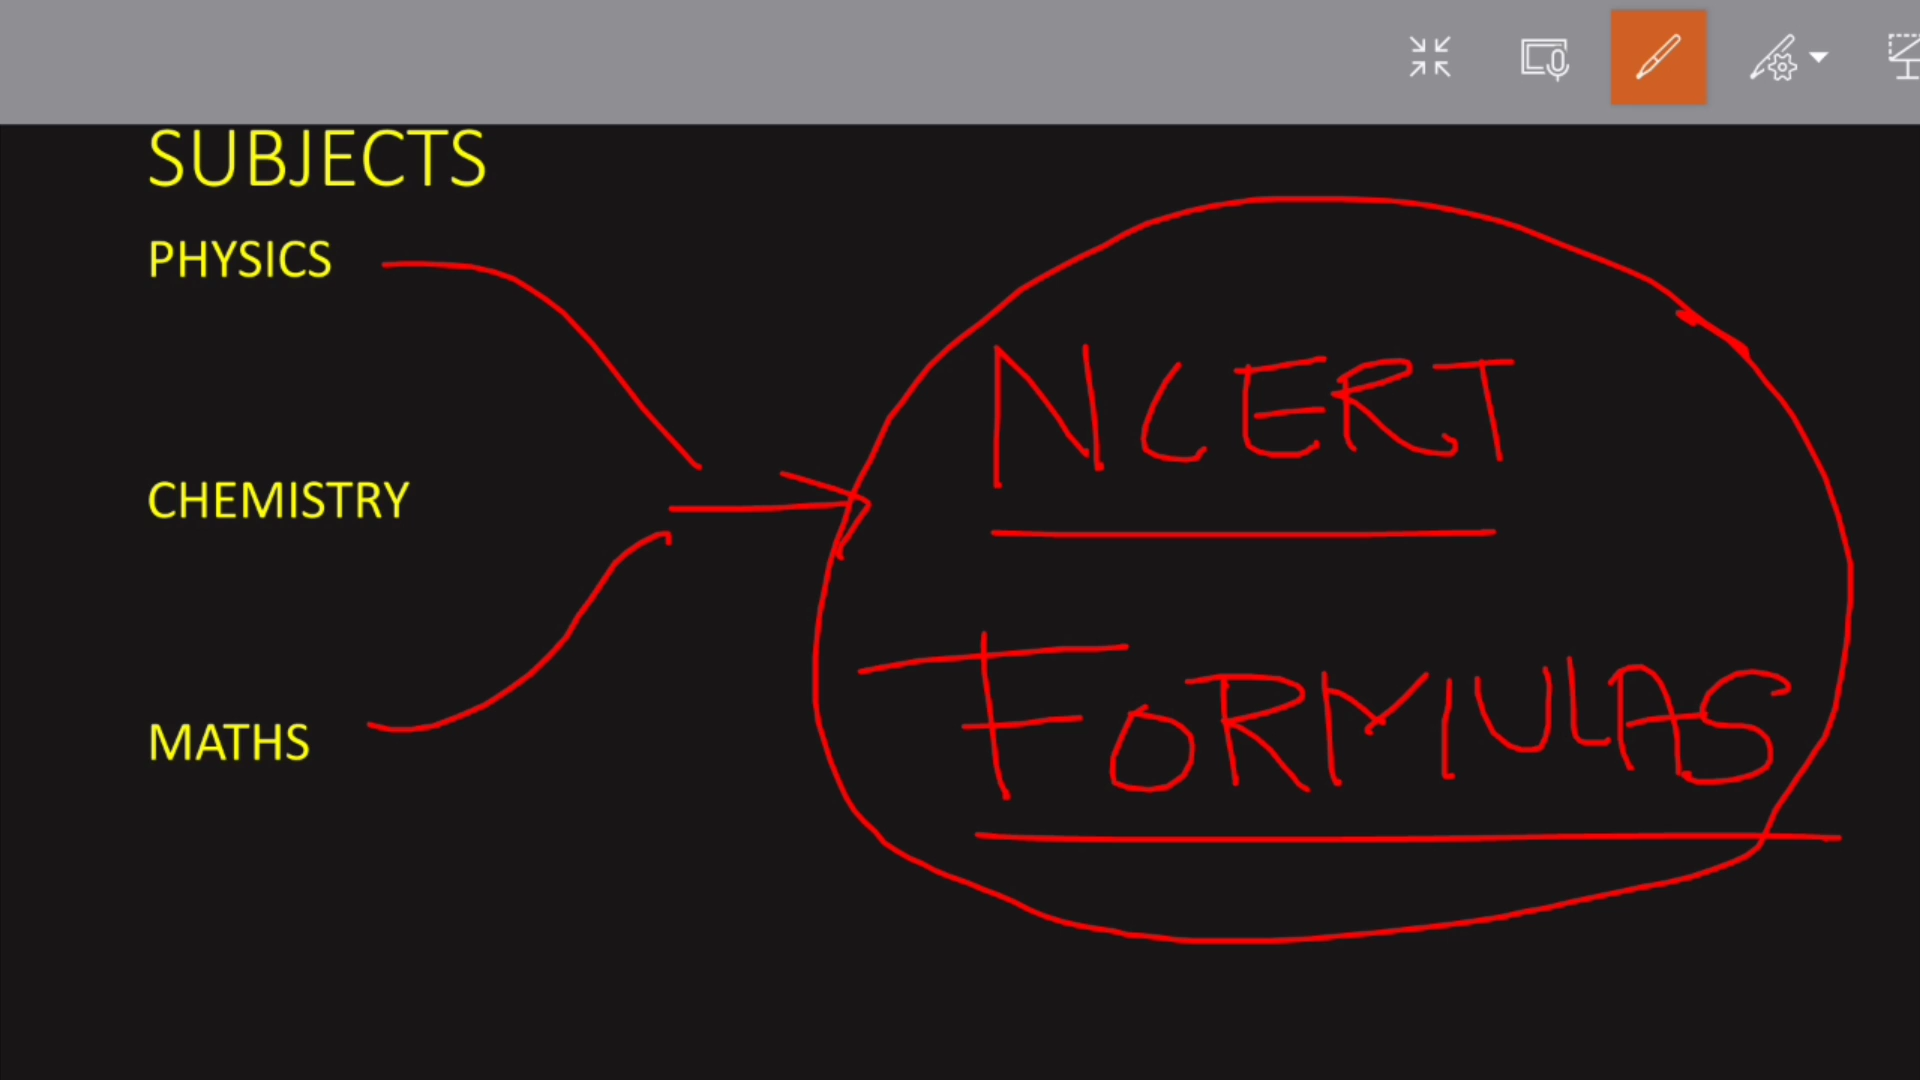 SUBJECTS
PHYSICS
NCERT
CHEMISTRY
FORMULAS
MATHS